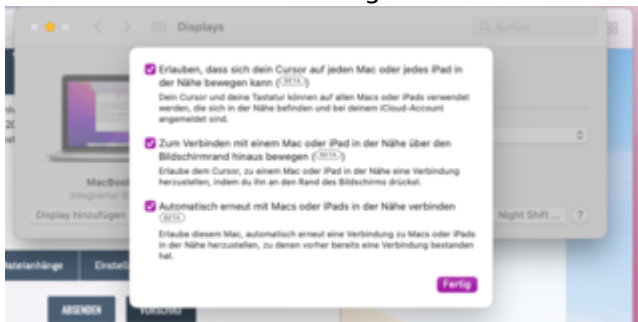 Displays
Suchen
Erlauben, dass sich dein Cursor auf jeden Mac oder jedes iPad in
der Nähe bewegen kann (BETA)
Dein Cursor und deine Tastatur können auf allen Macs oder iPads verwendet
werden, die sich in der Nähe befinden und bei deinem iCloud-Account
angemeldet sind.
Zum Verbinden mit einem Mac oder iPad in der Nähe über den
Bildschirmrand hinaus bewegen (BETA)
Erlaube dem Cursor, zu einem Mac oder iPad in der Nähe eine Verbindung
herzustellen, indem du ihn an den Rand des Bildschirms drückst.
MacBook
Integrierter
Automatisch erneut mit Macs oder iPads in der Nähe verbinden
BETA
Display hinzufügen
Night Shift ...
?
Erlaube diesem Mac, automatisch erneut eine Verbindung zu Macs oder iPads
in der Nähe herzustellen, zu denen vorher bereits eine Verbindung bestanden
hat.
Dateianhänge
Einstell
Fertig
ABSENDEN
VORSCHAU